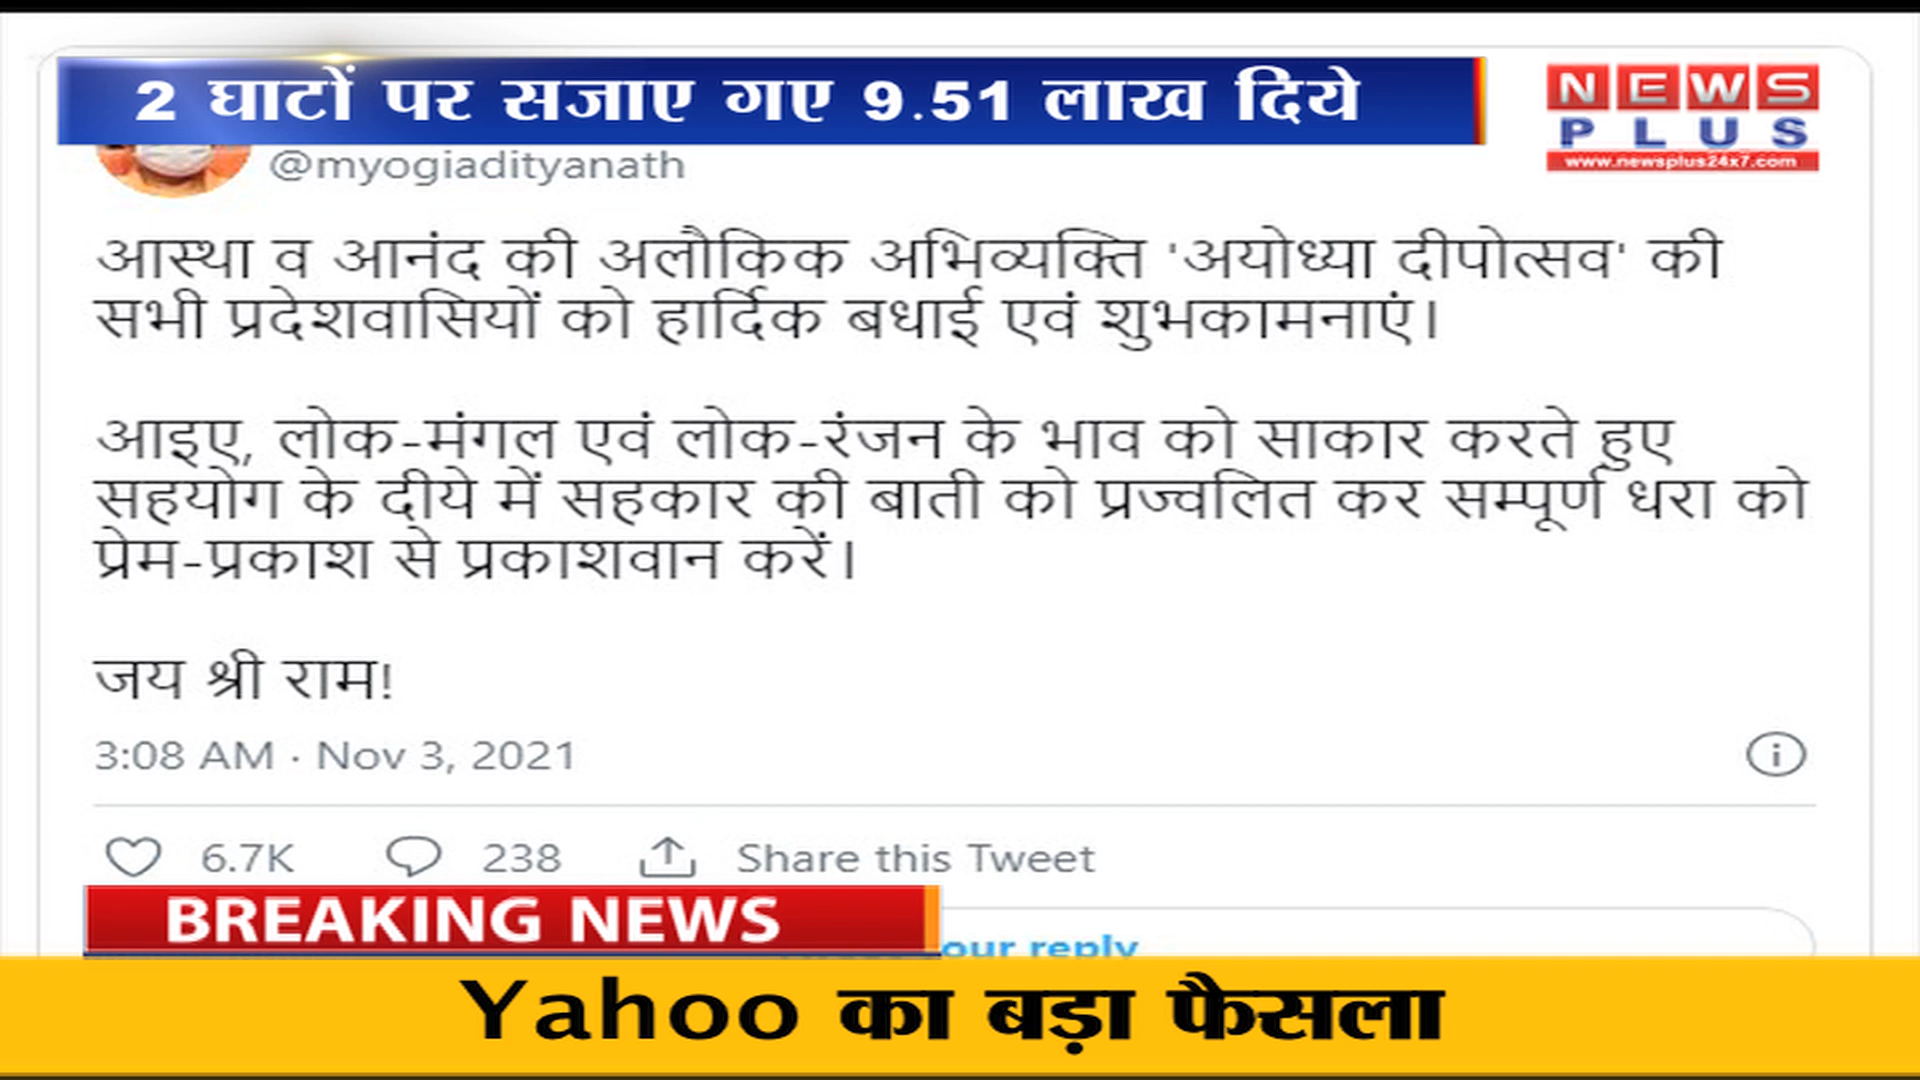 2 घाटों पर सजाए गए 9.51 लाख दिये
NEWS
PLUS
www.newsplus24x7.com
@myogiadityanath
आस्था व आनंद की अलौकिक अभिव्यक्ति 'अयोध्या दीपोत्सव' की
सभी प्रदेशवासियों को हार्दिक बधाई एवं शुभकामनाएं।
आइए, लोक-मंगल एवं लोक-रंजन के भाव को साकार करते हुए
सहयोग के दीये में सहकार की बाती को प्रज्वलित कर सम्पूर्ण धरा को
प्रेम-प्रकाश से प्रकाशवान करें।
जय श्री राम!
3:08 AM · Nov 3, 2021
6.7K 238 Share this Tweet
BREAKING NEWS
our reply
Yahoo का बड़ा फैसला